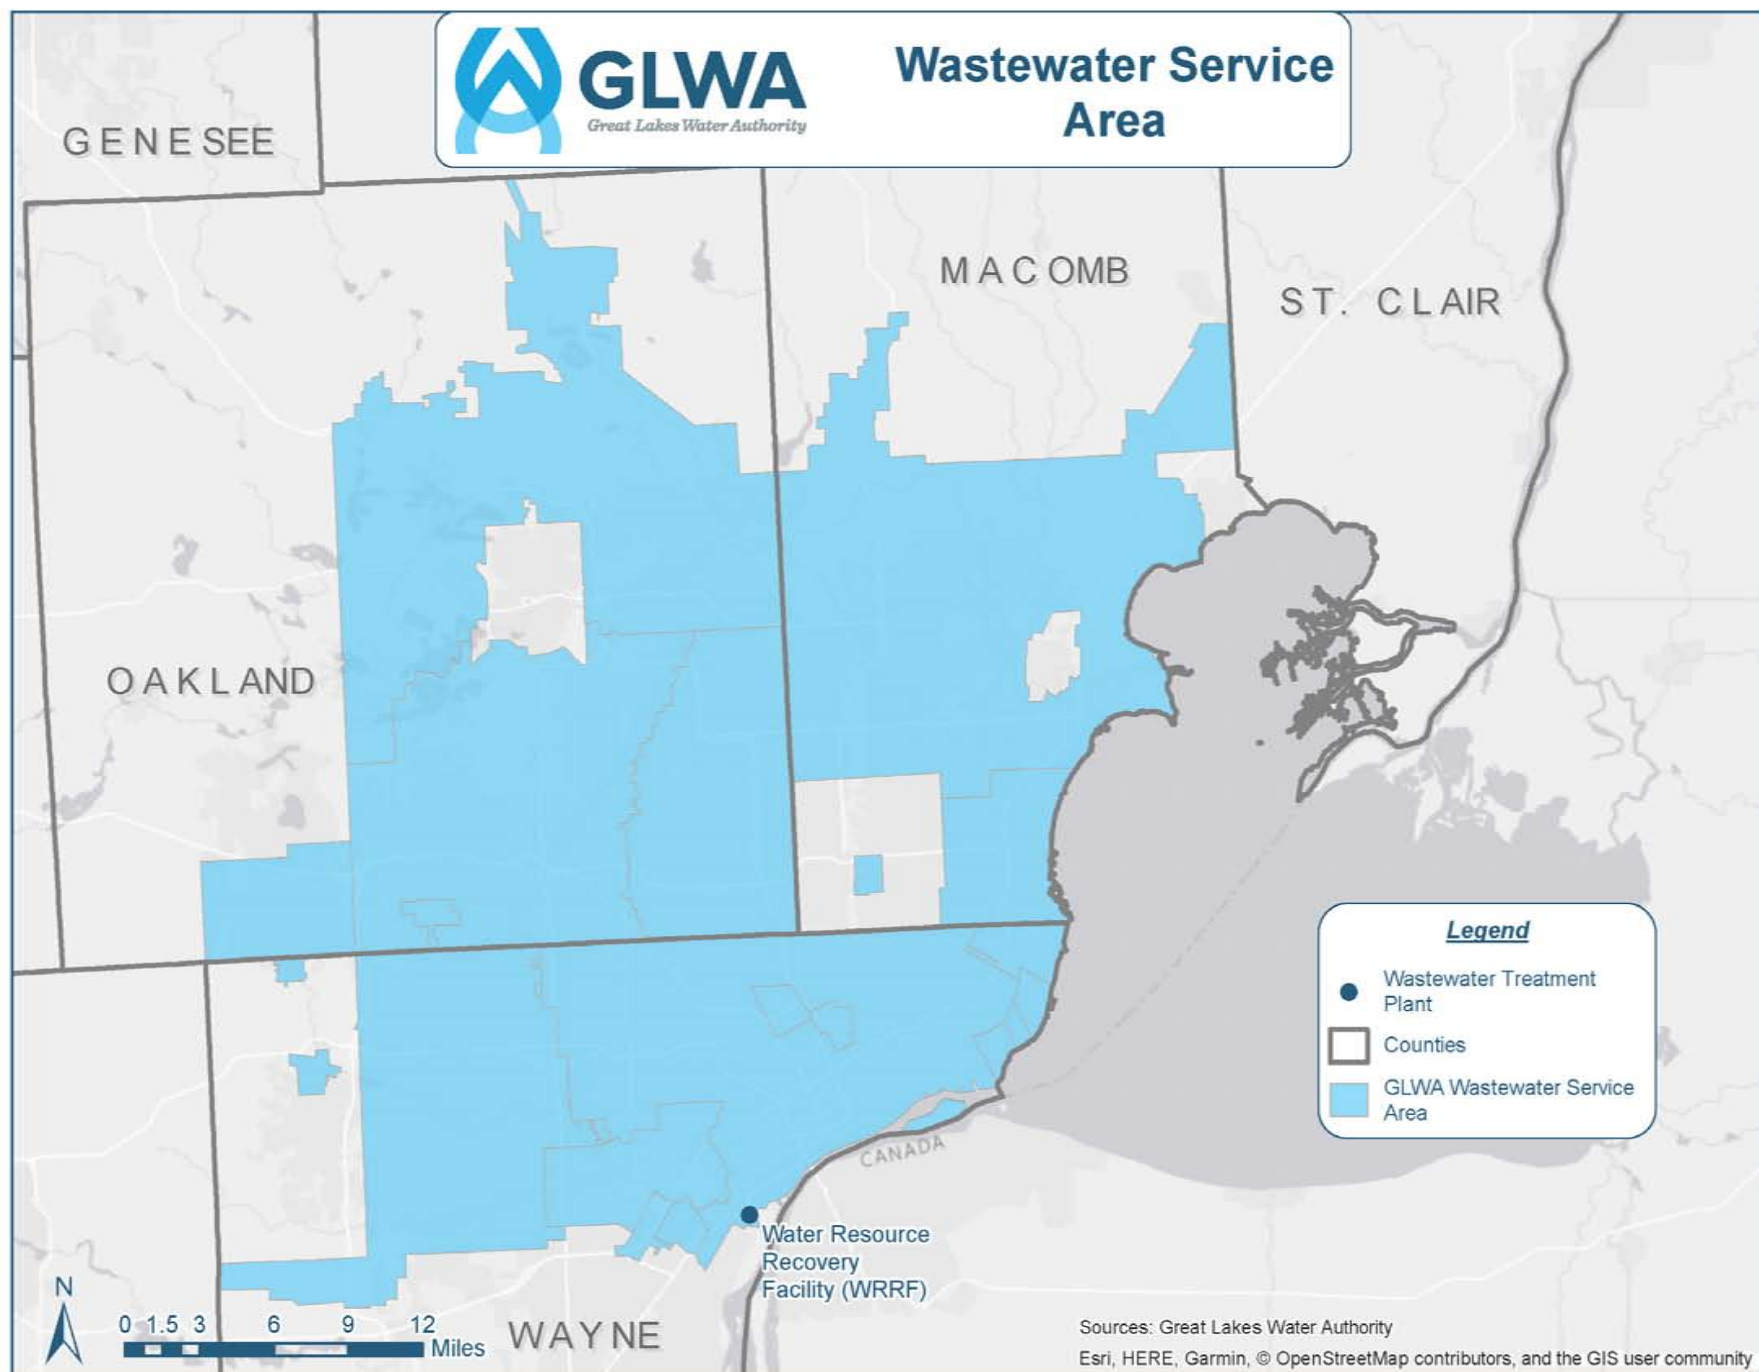 GLWA
Great Lakes Water Authority
Wastewater Service
Area
GENESEE
MACOMB
ST. CLAIR
OAKLAND
Legend
Wastewater Treatment
Plant
Counties
GLWA Wastewater Service
Area
CANADA
Water Resource
Recovery
Facility (WRRF)
N
0 1.5 3 6 9 12
Miles
WAYNE
Sources: Great Lakes Water Authority
Esri, HERE, Garmin, © OpenStreetMap contributors, and the GIS user community